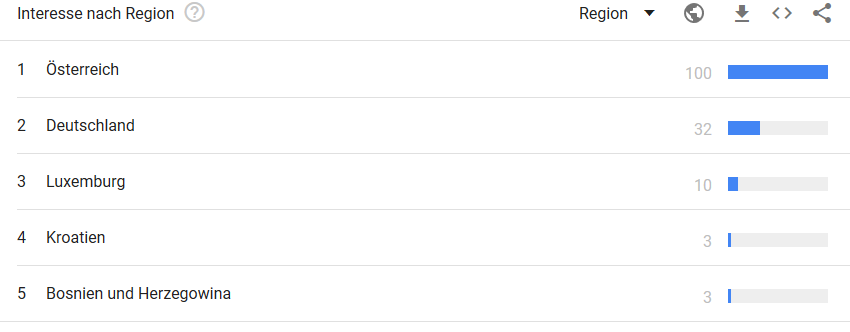 Interesse nach Region ? Region
1 Österreich 100
2 Deutschland 32
3 Luxemburg 10
4 Kroatien 3
5 Bosnien und Herzegowina 3